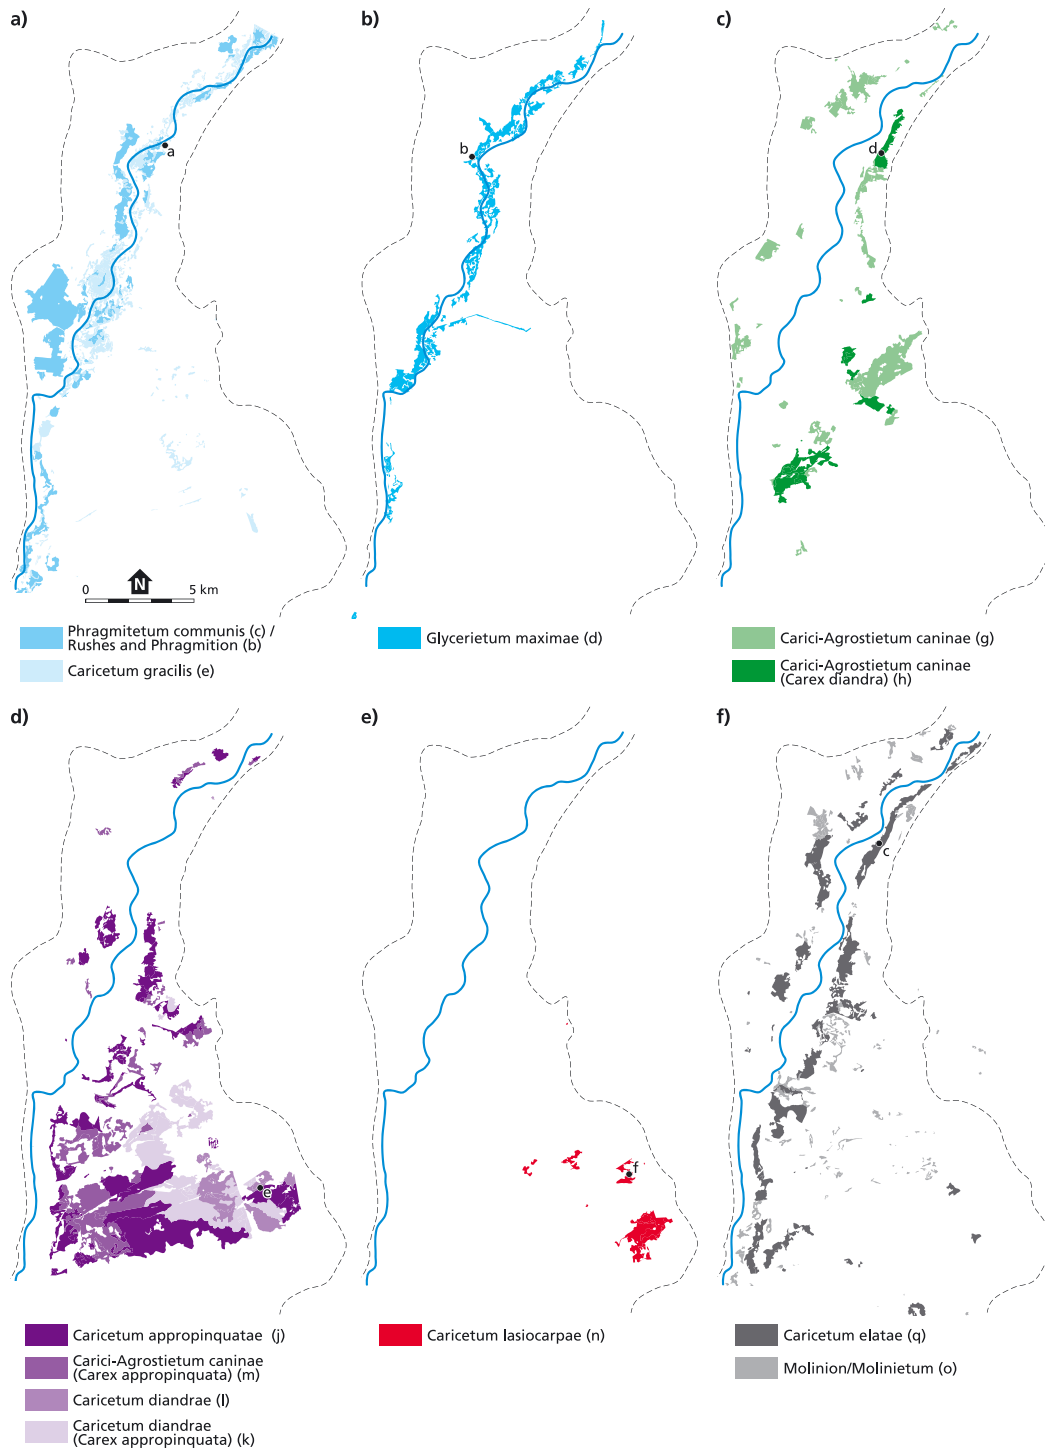 a)
b)
c)
a
b
d
N
0 5 km
Phragmitetum communis (c) /
Rushes and Phragmition (b)
Caricetum gracilis (e)
Glycerietum maximae (d)
Carici-Agrostietum caninae (g)
Carici-Agrostietum caninae
(Carex diandra) (h)
d)
e)
f)
c
e
f
Caricetum appropinquatae (j)
Carici-Agrostietum caninae
(Carex appropinquata) (m)
Caricetum diandrae (l)
Caricetum diandrae
(Carex appropinquata) (k)
Caricetum lasiocarpae (n)
Caricetum elatae (q)
Molinion/Molinietum (o)